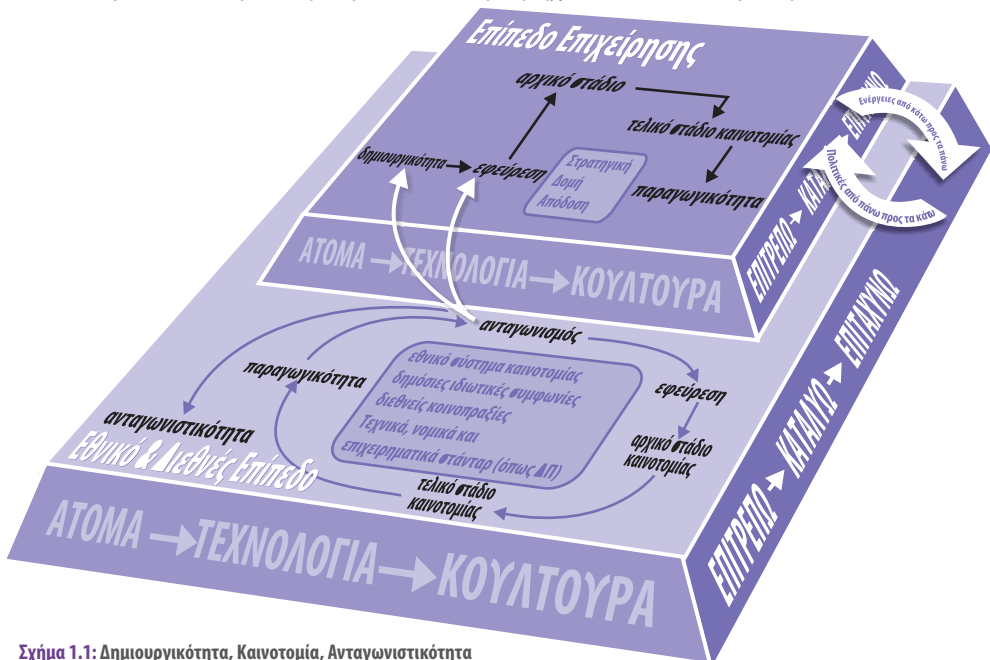 Επίπεδο Επιχείρησης
αρχικό στάδιο
τελικό στάδιο καινοτομίας
δημιουργικότητα
εφεύρεση
Στρατηγική
Δομή
Απόδοση
παραγωγικότητα
ΑΤΟΜΑ ΤΕΧΝΟΛΟΓΙΑ ΚΟΥΛΤΟΥΡΑ
ΕΠΙΤΡΕΠΩ
Ενέργειες από κάτω προς τα πάνω
Πολιτικές από πάνω προς τα κάτω
ανταγωνισμός
εθνικό σύστημα καινοτομίας
δημόσιες ιδιωτικές συμφωνίες
διεθνείς κοινοπραξίες
Τεχνικά, νομικά και
επιχειρηματικά στάνταρ (όπως ΔΠ)
παραγωγικότητα
εφεύρεση
ανταγωνιστικότητα
αρχικό στάδιο
καινοτομίας
τελικό στάδιο
καινοτομίας
Εθνικό & Διεθνές Επίπεδο
ΑΤΟΜΑ ΤΕΧΝΟΛΟΓΙΑ ΚΟΥΛΤΟΥΡΑ
ΕΠΙΤΡΕΠΩ ΚΑΤΑΛΥΩ ΕΠΙΤΑΧΥΝΩ
Σχήμα 1.1: Δημιουργικότητα, Καινοτομία, Ανταγωνιστικότητα